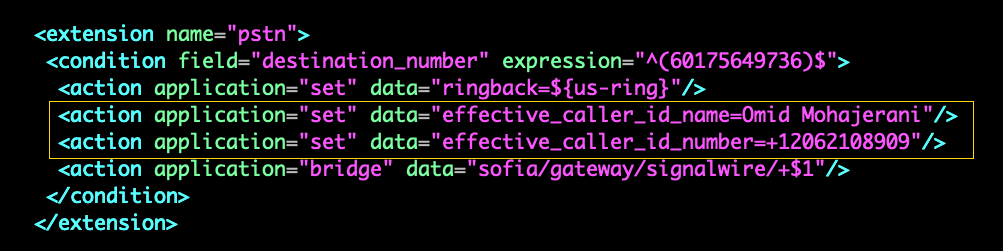 <extension name="pstn">
<condition field="destination_number" expression="^(60175649736)$">
<action application="set" data="ringback=${us-ring}"/>
<action application="set" data="effective_caller_id_name=Omid Mohajerani"/>
<action application="set" data="effective_caller_id_number=+12062108909"/>
<action application="bridge" data="sofia/gateway/signalwire/+$1"/>
</condition>
</extension>